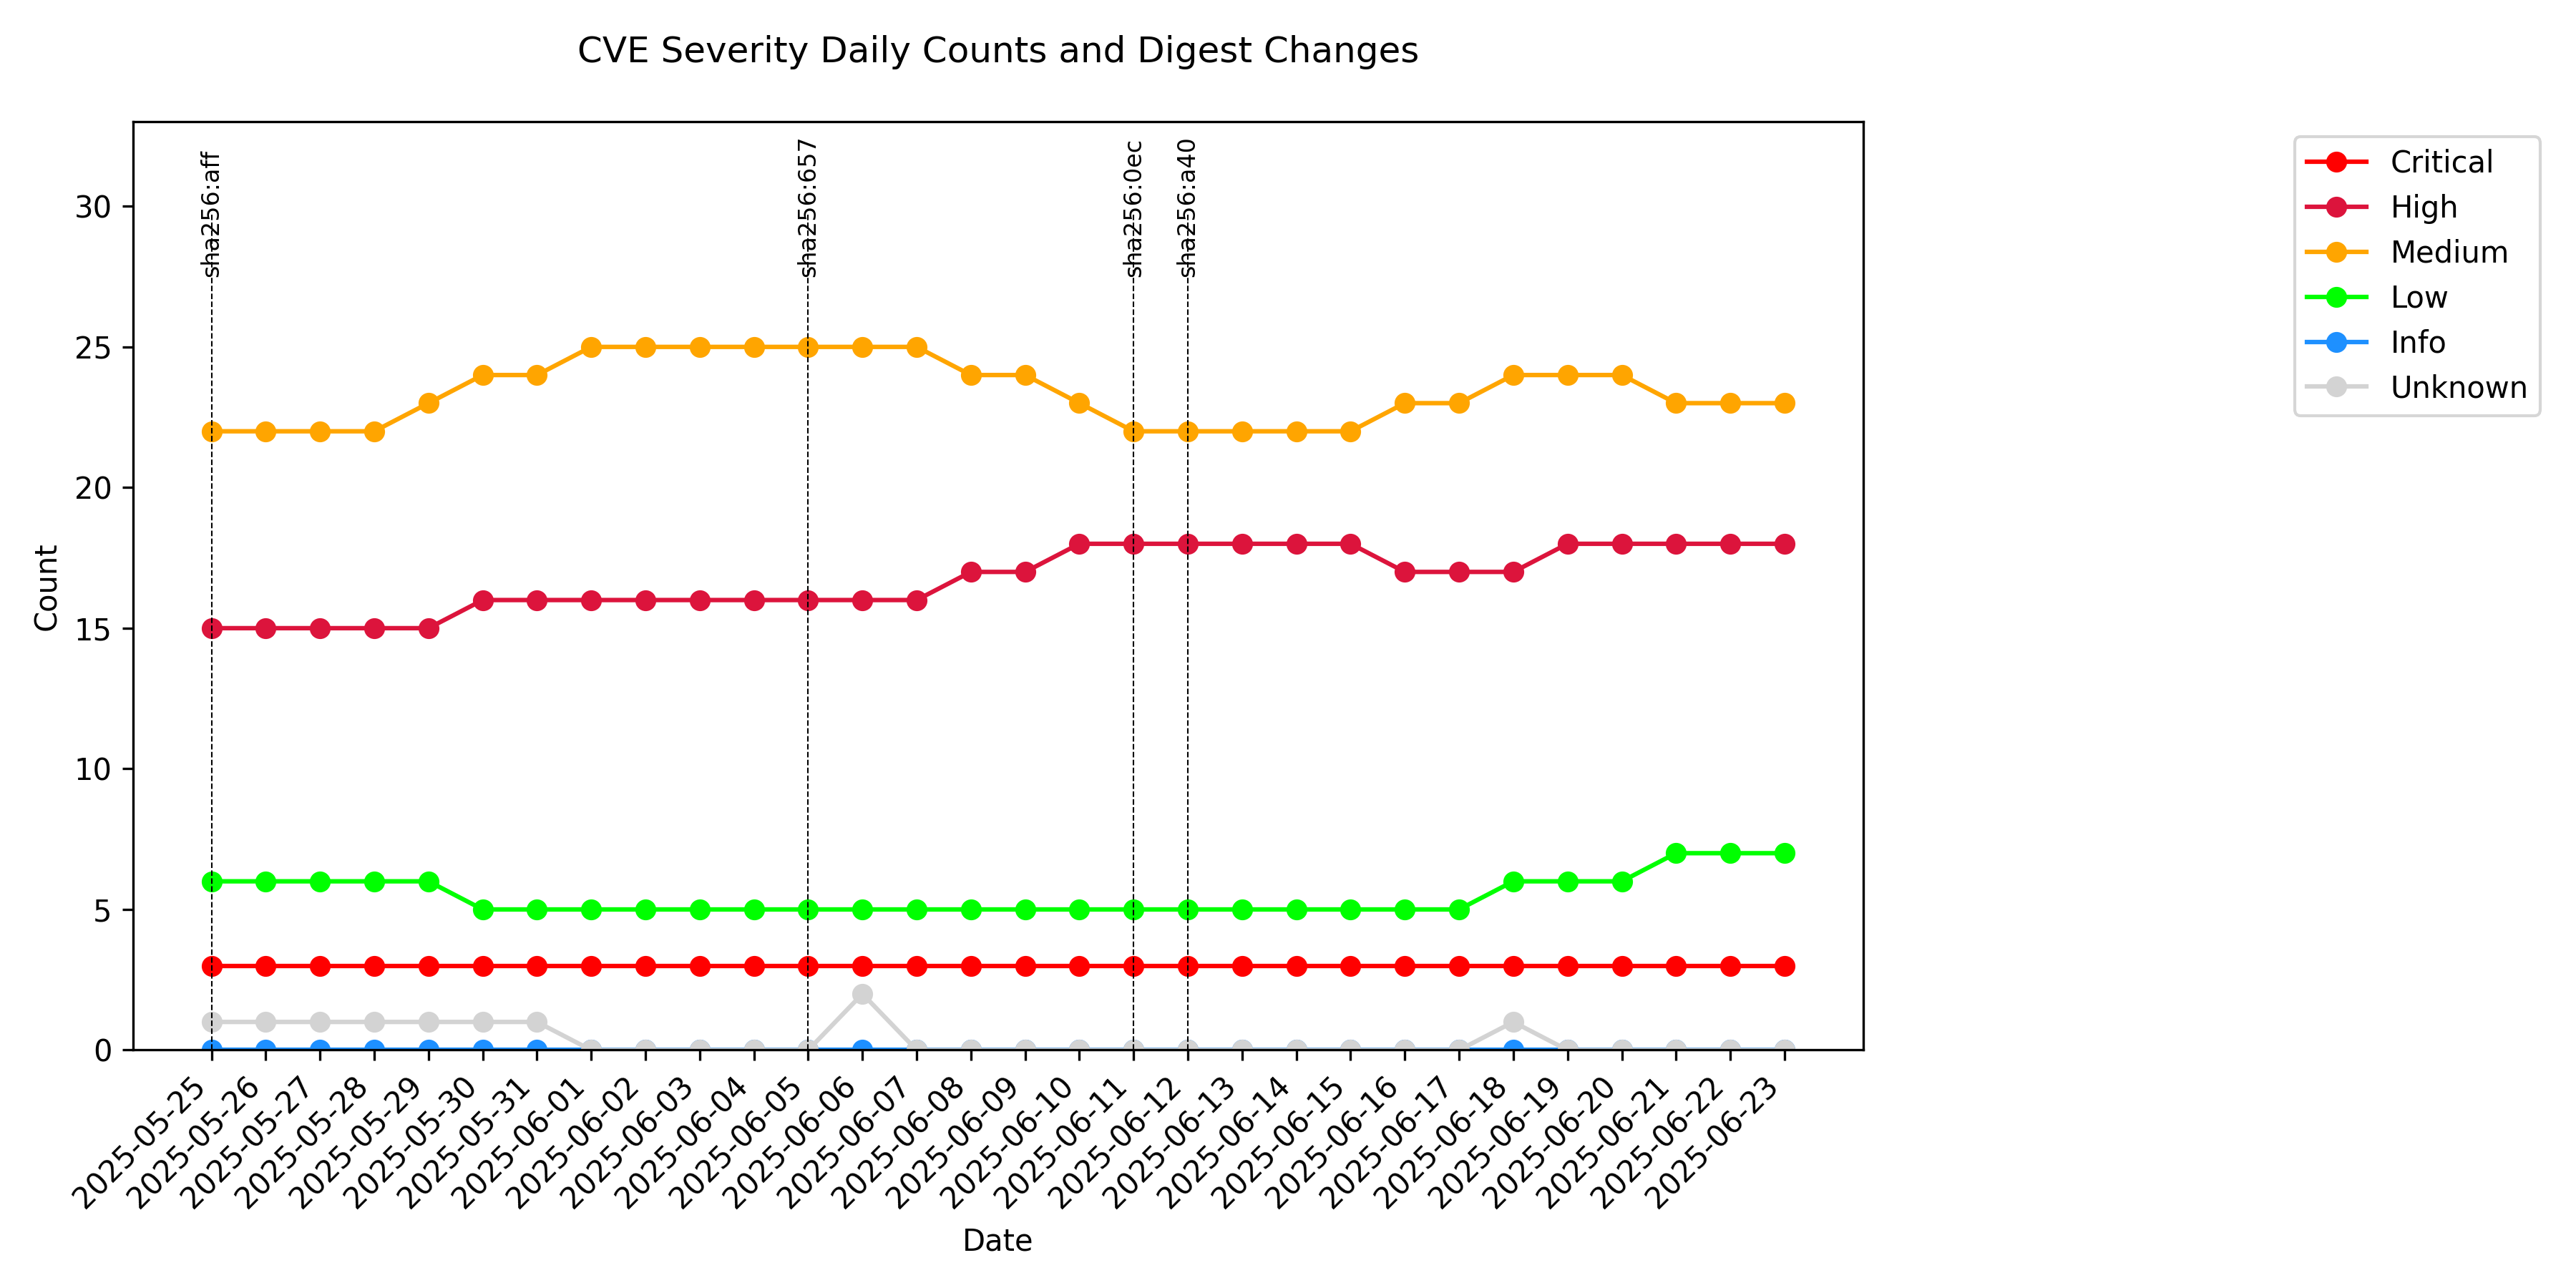 CVE Severity Daily Counts and Digest Changes
sha256:aff
sha256:657
sha256:0ec
sha256:a40
Critical
High
Medium
Low
Info
Unknown
30
25
20
15
10
5
0
Count
2025-05-25
2025-05-26
2025-05-27
2025-05-28
2025-05-29
2025-05-30
2025-05-31
2025-06-01
2025-06-02
2025-06-03
2025-06-04
2025-06-05
2025-06-06
2025-06-07
2025-06-08
2025-06-09
2025-06-10
2025-06-11
2025-06-12
2025-06-13
2025-06-14
2025-06-15
2025-06-16
2025-06-17
2025-06-18
2025-06-19
2025-06-20
2025-06-21
2025-06-22
2025-06-23
Date